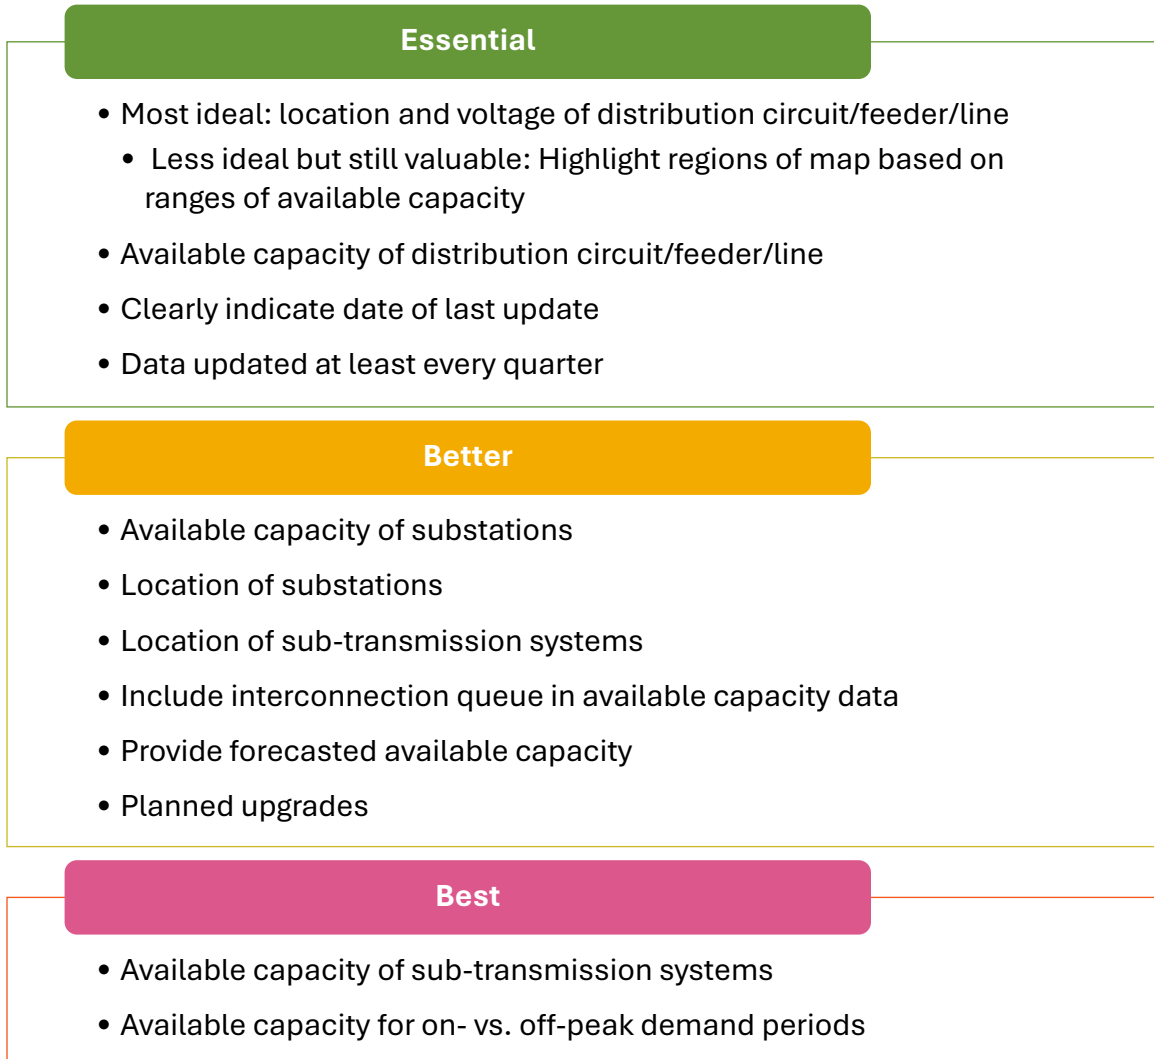 Essential
• Most ideal: location and voltage of distribution circuit/feeder/line
• Less ideal but still valuable: Highlight regions of map based on
ranges of available capacity
• Available capacity of distribution circuit/feeder/line
• Clearly indicate date of last update
• Data updated at least every quarter
Better
• Available capacity of substations
• Location of substations
• Location of sub-transmission systems
• Include interconnection queue in available capacity data
• Provide forecasted available capacity
• Planned upgrades
Best
• Available capacity of sub-transmission systems
• Available capacity for on- vs. off-peak demand periods